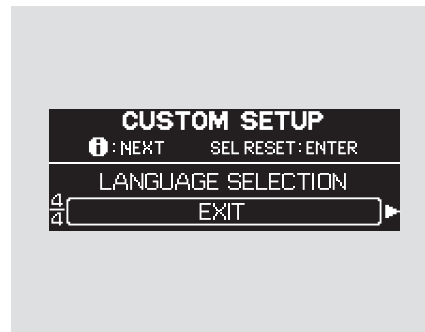 CUSTOM SETUP
i : NEXT SEL RESET : ENTER
LANGUAGE SELECTION
4/4 EXIT